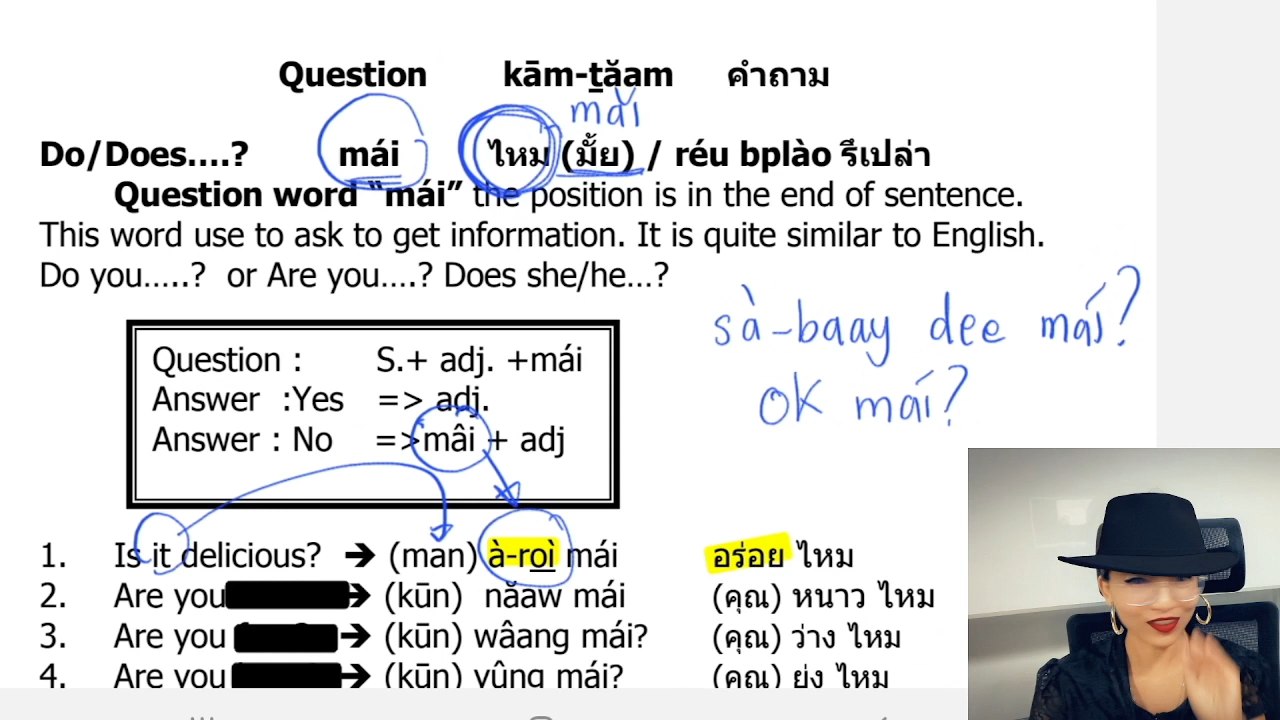 Question kām-tăam คำถาม
măi
Do/Does....? mái ไหม (มั้ย) / réu bplào รึเปล่า
Question word “mái” the position is in the end of sentence.
This word use to ask to get information. It is quite similar to English.
Do you.....? or Are you....? Does she/he...?
sà-baay dee mái?
OK mái?
Question : S.+ adj. +mái
Answer :Yes => adj.
Answer : No =>mâi + adj
1. Is it delicious? ➔ (man) à-roì mái อร่อย ไหม
2. Are you ➔ (kūn) năaw mái (คุณ) หนาว ไหม
3. Are you ➔ (kūn) wâang mái? (คุณ) ว่าง ไหม
4. Are you ➔ (kūn) yûng mái? (คุณ) ยุ่ง ไหม